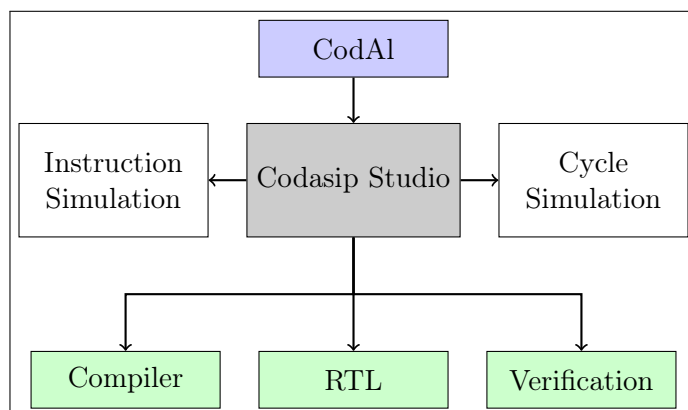 CodAl
Instruction
Simulation
Codasip Studio
Cycle
Simulation
Compiler
RTL
Verification